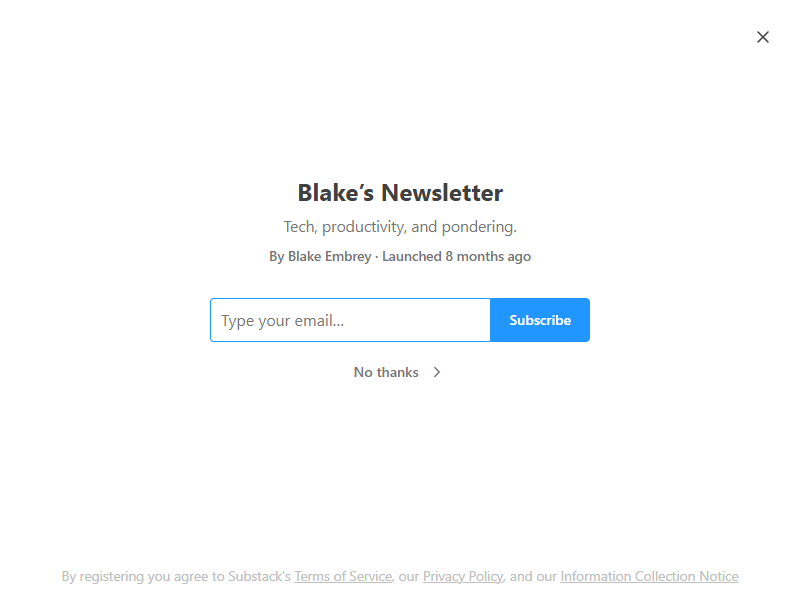 Blake’s Newsletter
Tech, productivity, and pondering.
By Blake Embrey · Launched 8 months ago
Type your email...
Subscribe
No thanks
By registering you agree to Substack's Terms of Service, our Privacy Policy, and our Information Collection Notice